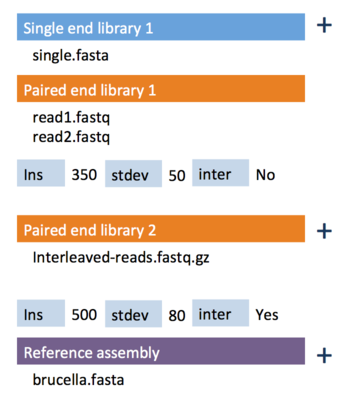 Single end library 1 +
single.fasta
Paired end library 1
read1.fastq
read2.fastq
Ins 350 stdev 50 inter No
Paired end library 2 +
Interleaved-reads.fastq.gz
Ins 500 stdev 80 inter Yes
Reference assembly +
brucella.fasta